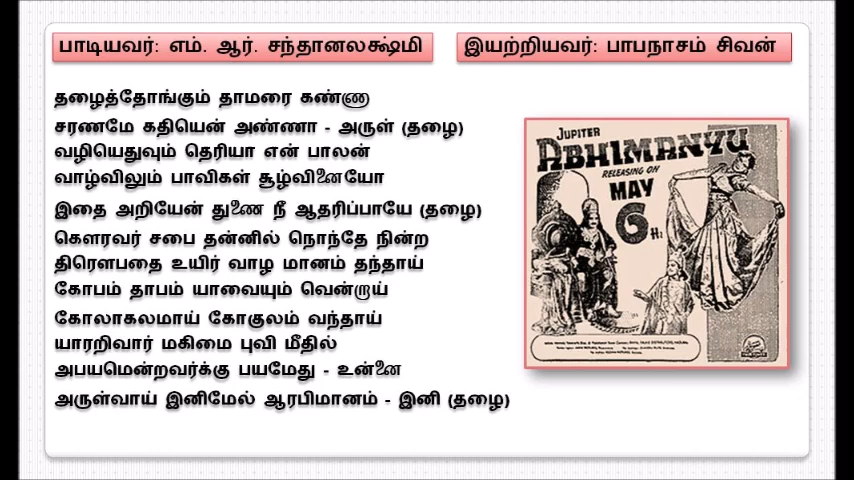 பாடியவர்: எம். ஆர். சந்தானலக்ஷ்மி
இயற்றியவர்: பாபநாசம் சிவன்
தழைத்தோங்கும் தாமரை கண்ணா
சரணமே கதியென் அண்ணா - அருள் (தழை)
வழியெதுவும் தெரியா என் பாலன்
வாழ்விலும் பாவிகள் சூழ்வினையோ
இதை அறியேன் துணை நீ ஆதரிப்பாயே (தழை)
கௌரவர் சபை தன்னில் நொந்தே நின்ற
திரௌபதை உயிர் வாழ மானம் தந்தாய்
கோபம் தாபம் யாவையும் வென்றாய்
கோலாகலமாய் கோகுலம் வந்தாய்
யாரறிவார் மகிமை புவி மீதில்
அபயமென்றவர்க்கு பயமேது - உன்னை
அருள்வாய் இனிமேல் ஆரபிமானம் - இனி (தழை)
JUPITER
ABHIMANYU
RELEASING ON
MAY
6TH: